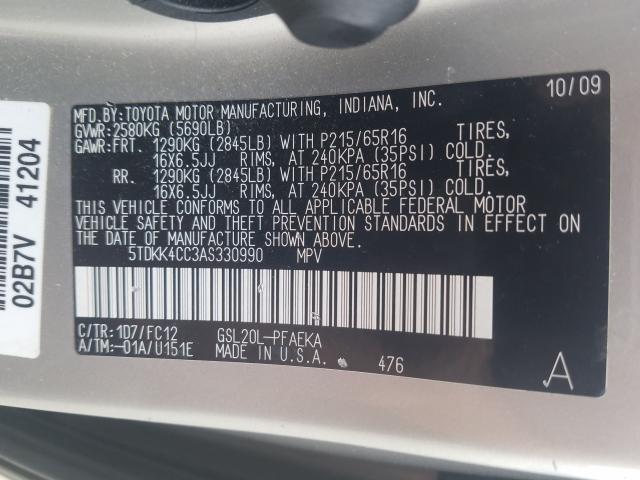 MFD.BY:TOYOTA MOTOR MANUFACTURING, INDIANA, INC. 10/09
GVWR:2580KG (5690LB)
GAWR:FRT. 1290KG (2845LB) WITH P215/65R16 TIRES,
16X6.5JJ RIMS, AT 240KPA (35PSI) COLD.
RR. 1290KG (2845LB) WITH P215/65R16 TIRES,
16X6.5JJ RIMS, AT 240KPA (35PSI) COLD.
THIS VEHICLE CONFORMS TO ALL APPLICABLE FEDERAL MOTOR
VEHICLE SAFETY AND THEFT PREVENTION STANDARDS IN EFFECT ON
THE DATE OF MANUFACTURE SHOWN ABOVE.
5TDKK4CC3AS330990 MPV
C/TR:1D7/FC12 GSL20L-PFAEKA
A/TM:-01A/U151E MADE IN U.S.A. 476 A
02B7V 41204